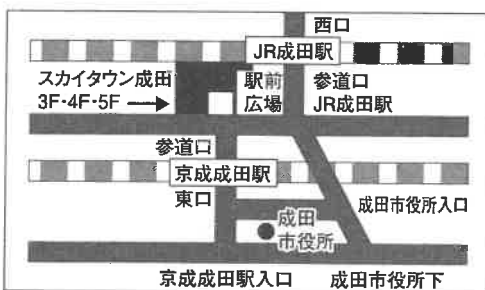 西口
JR成田駅
スカイタウン成田
3F・4F・5F
駅前
広場
参道口
JR成田駅
参道口
京成成田駅
東口
成田市役所入口
成田
市役所
京成成田駅入口
成田市役所下